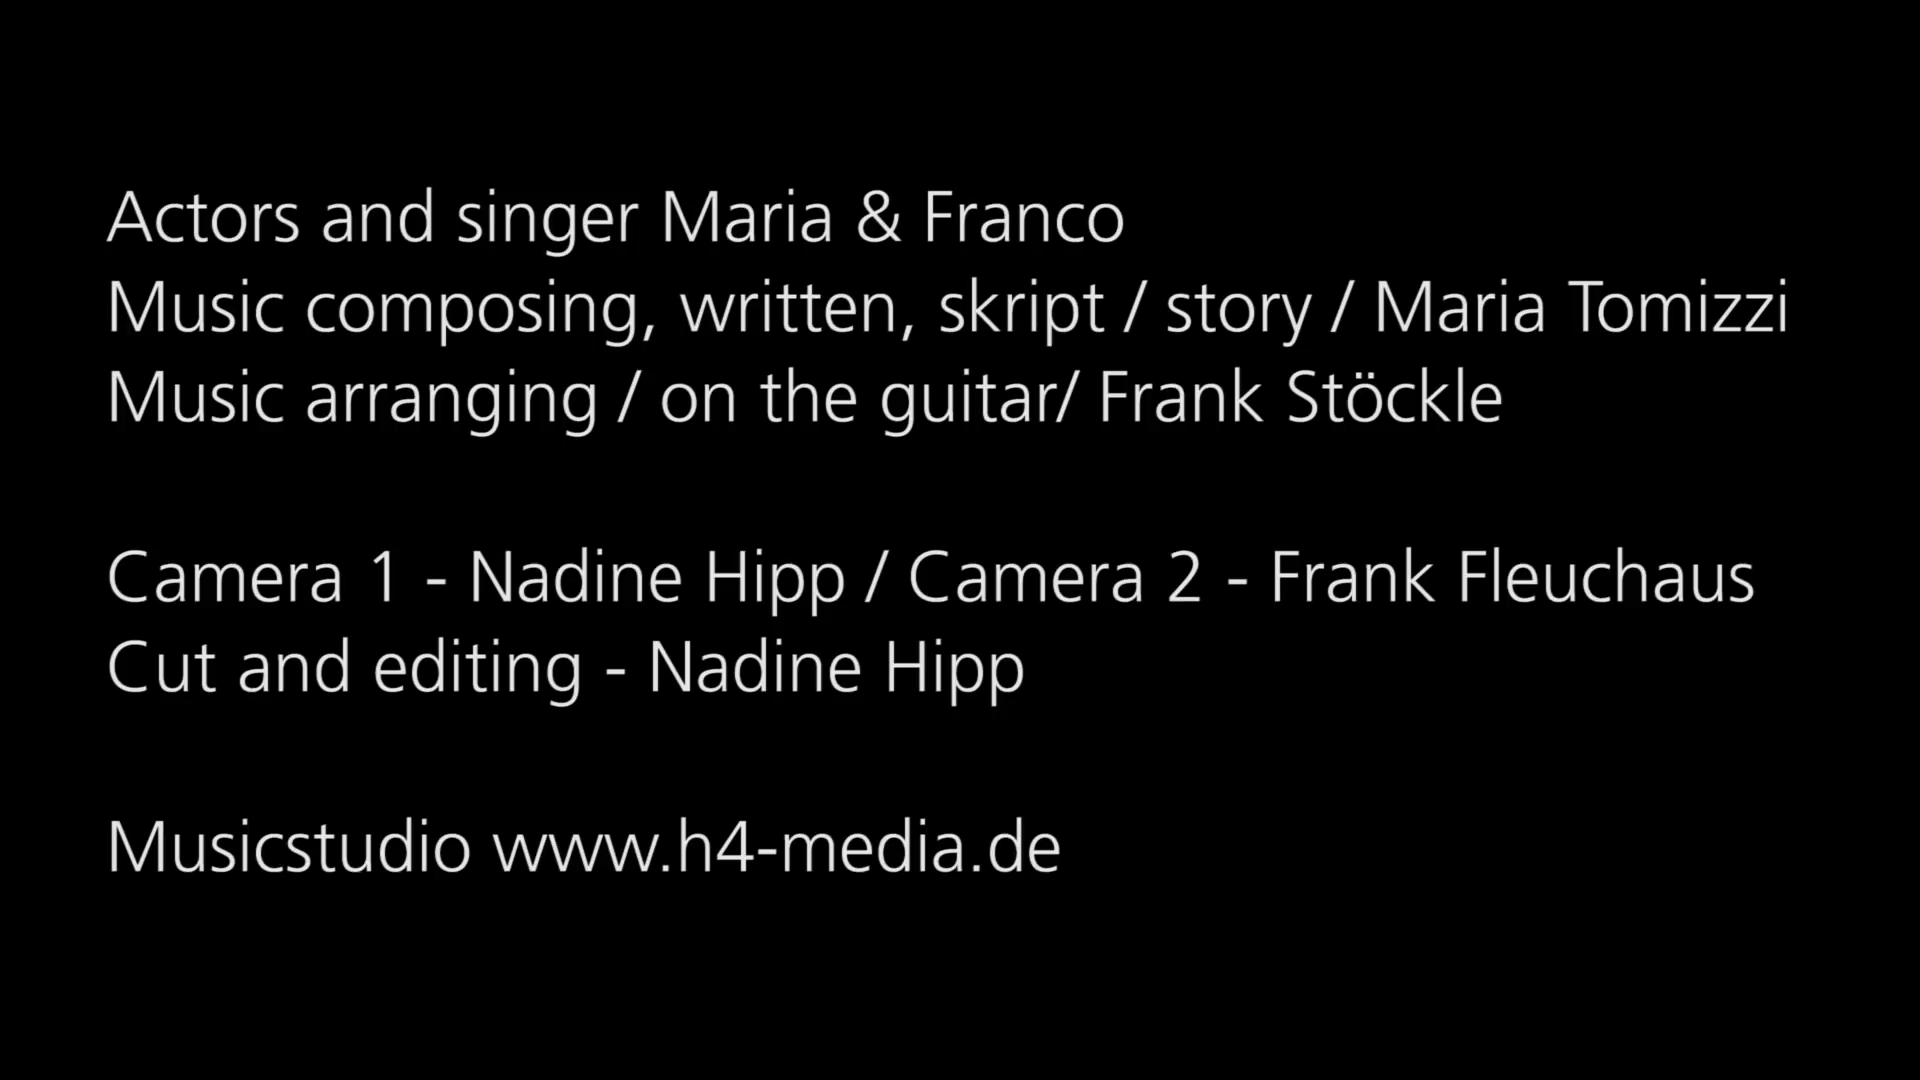 Actors and singer Maria & Franco
Music composing, written, skript / story / Maria Tomizzi
Music arranging / on the guitar/ Frank Stöckle
Camera 1 - Nadine Hipp / Camera 2 - Frank Fleuchaus
Cut and editing - Nadine Hipp
Musicstudio www.h4-media.de